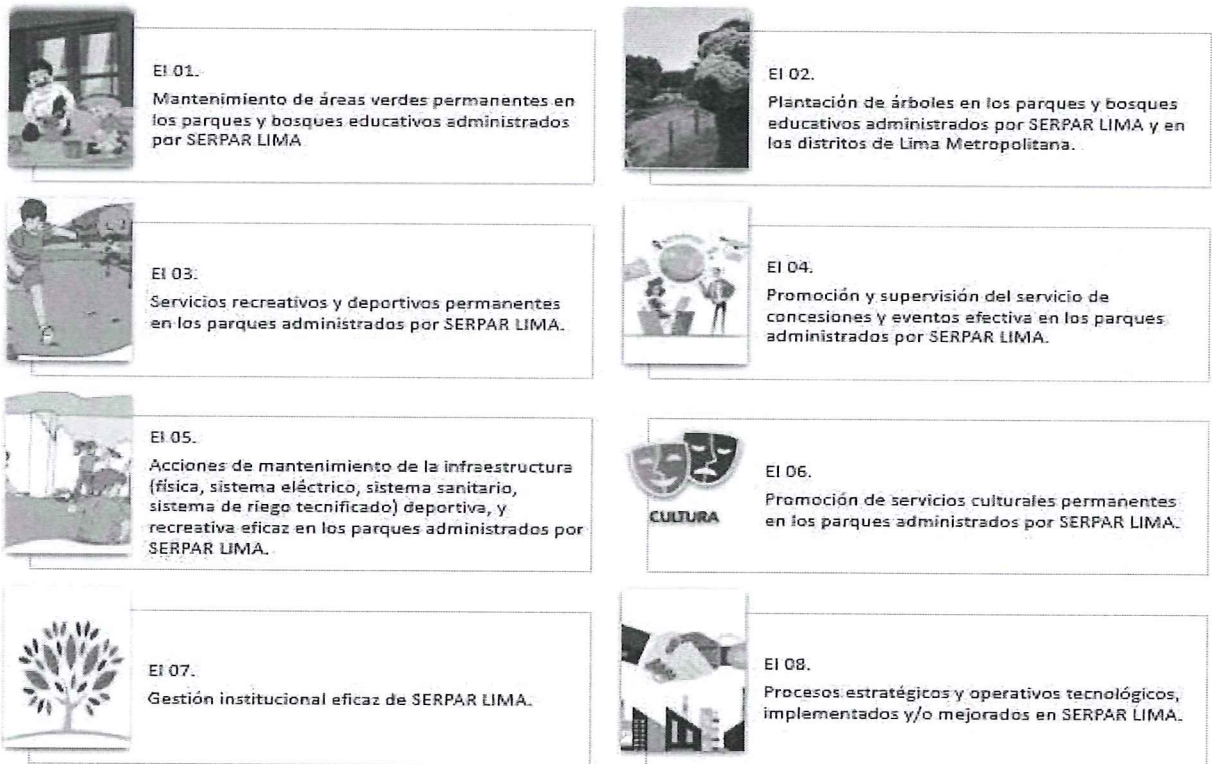 EI 01.
Mantenimiento de áreas verdes permanentes en
los parques y bosques educativos administrados
por SERPAR LIMA
EI 02.
Plantación de árboles en los parques y bosques
educativos administrados por SERPAR LIMA y en
los distritos de Lima Metropolitana.
EI 03.
Servicios recreativos y deportivos permanentes
en los parques administrados por SERPAR LIMA.
EI 04.
Promoción y supervisión del servicio de
concesiones y eventos efectiva en los parques
administrados por SERPAR LIMA.
EI 05.
Acciones de mantenimiento de la infraestructura
(física, sistema eléctrico, sistema sanitario,
sistema de riego tecnificado) deportiva, y
recreativa eficaz en los parques administrados por
SERPAR LIMA.
CULTURA
EI 06.
Promoción de servicios culturales permanentes
en los parques administrados por SERPAR LIMA.
EI 07.
Gestión institucional eficaz de SERPAR LIMA.
EI 08.
Procesos estratégicos y operativos tecnológicos,
implementados y/o mejorados en SERPAR LIMA.